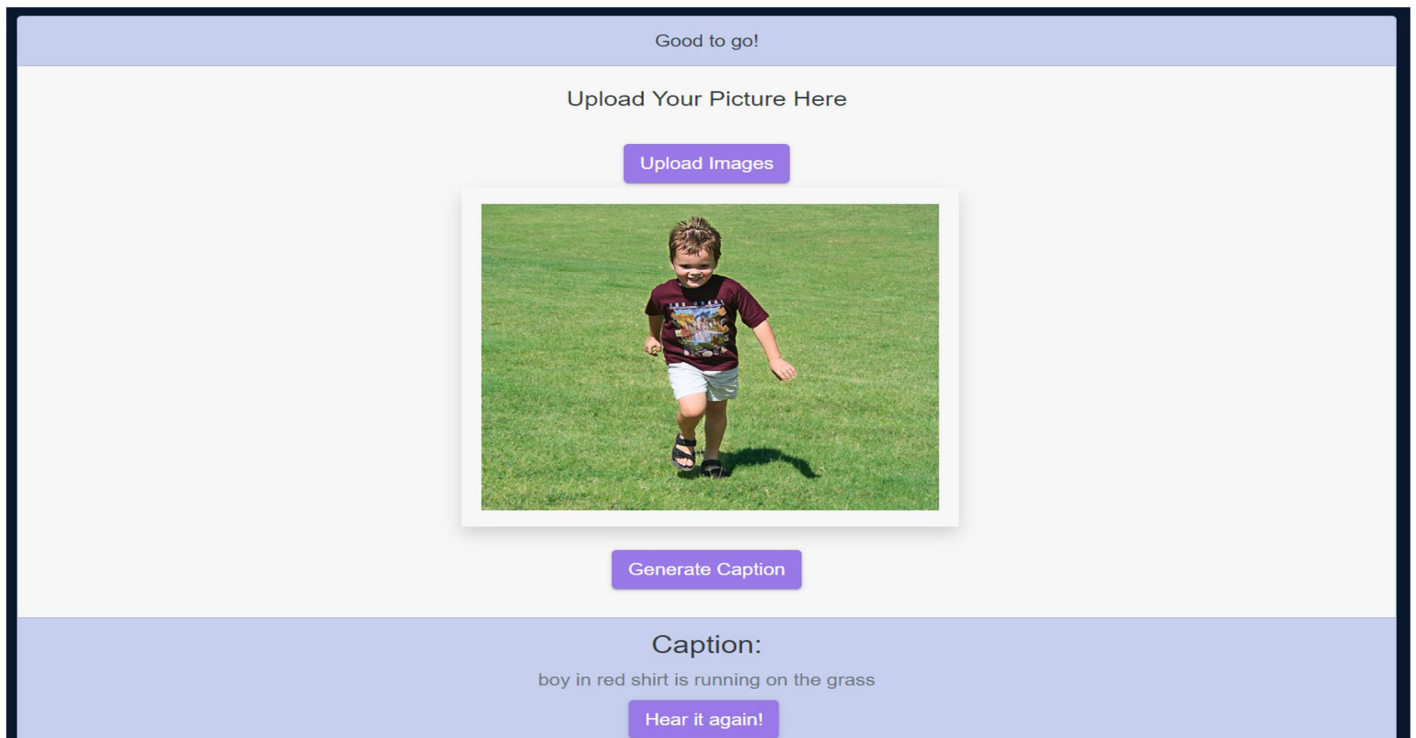 Good to go!
Upload Your Picture Here
Upload Images
Generate Caption
Caption:
boy in red shirt is running on the grass
Hear it again!